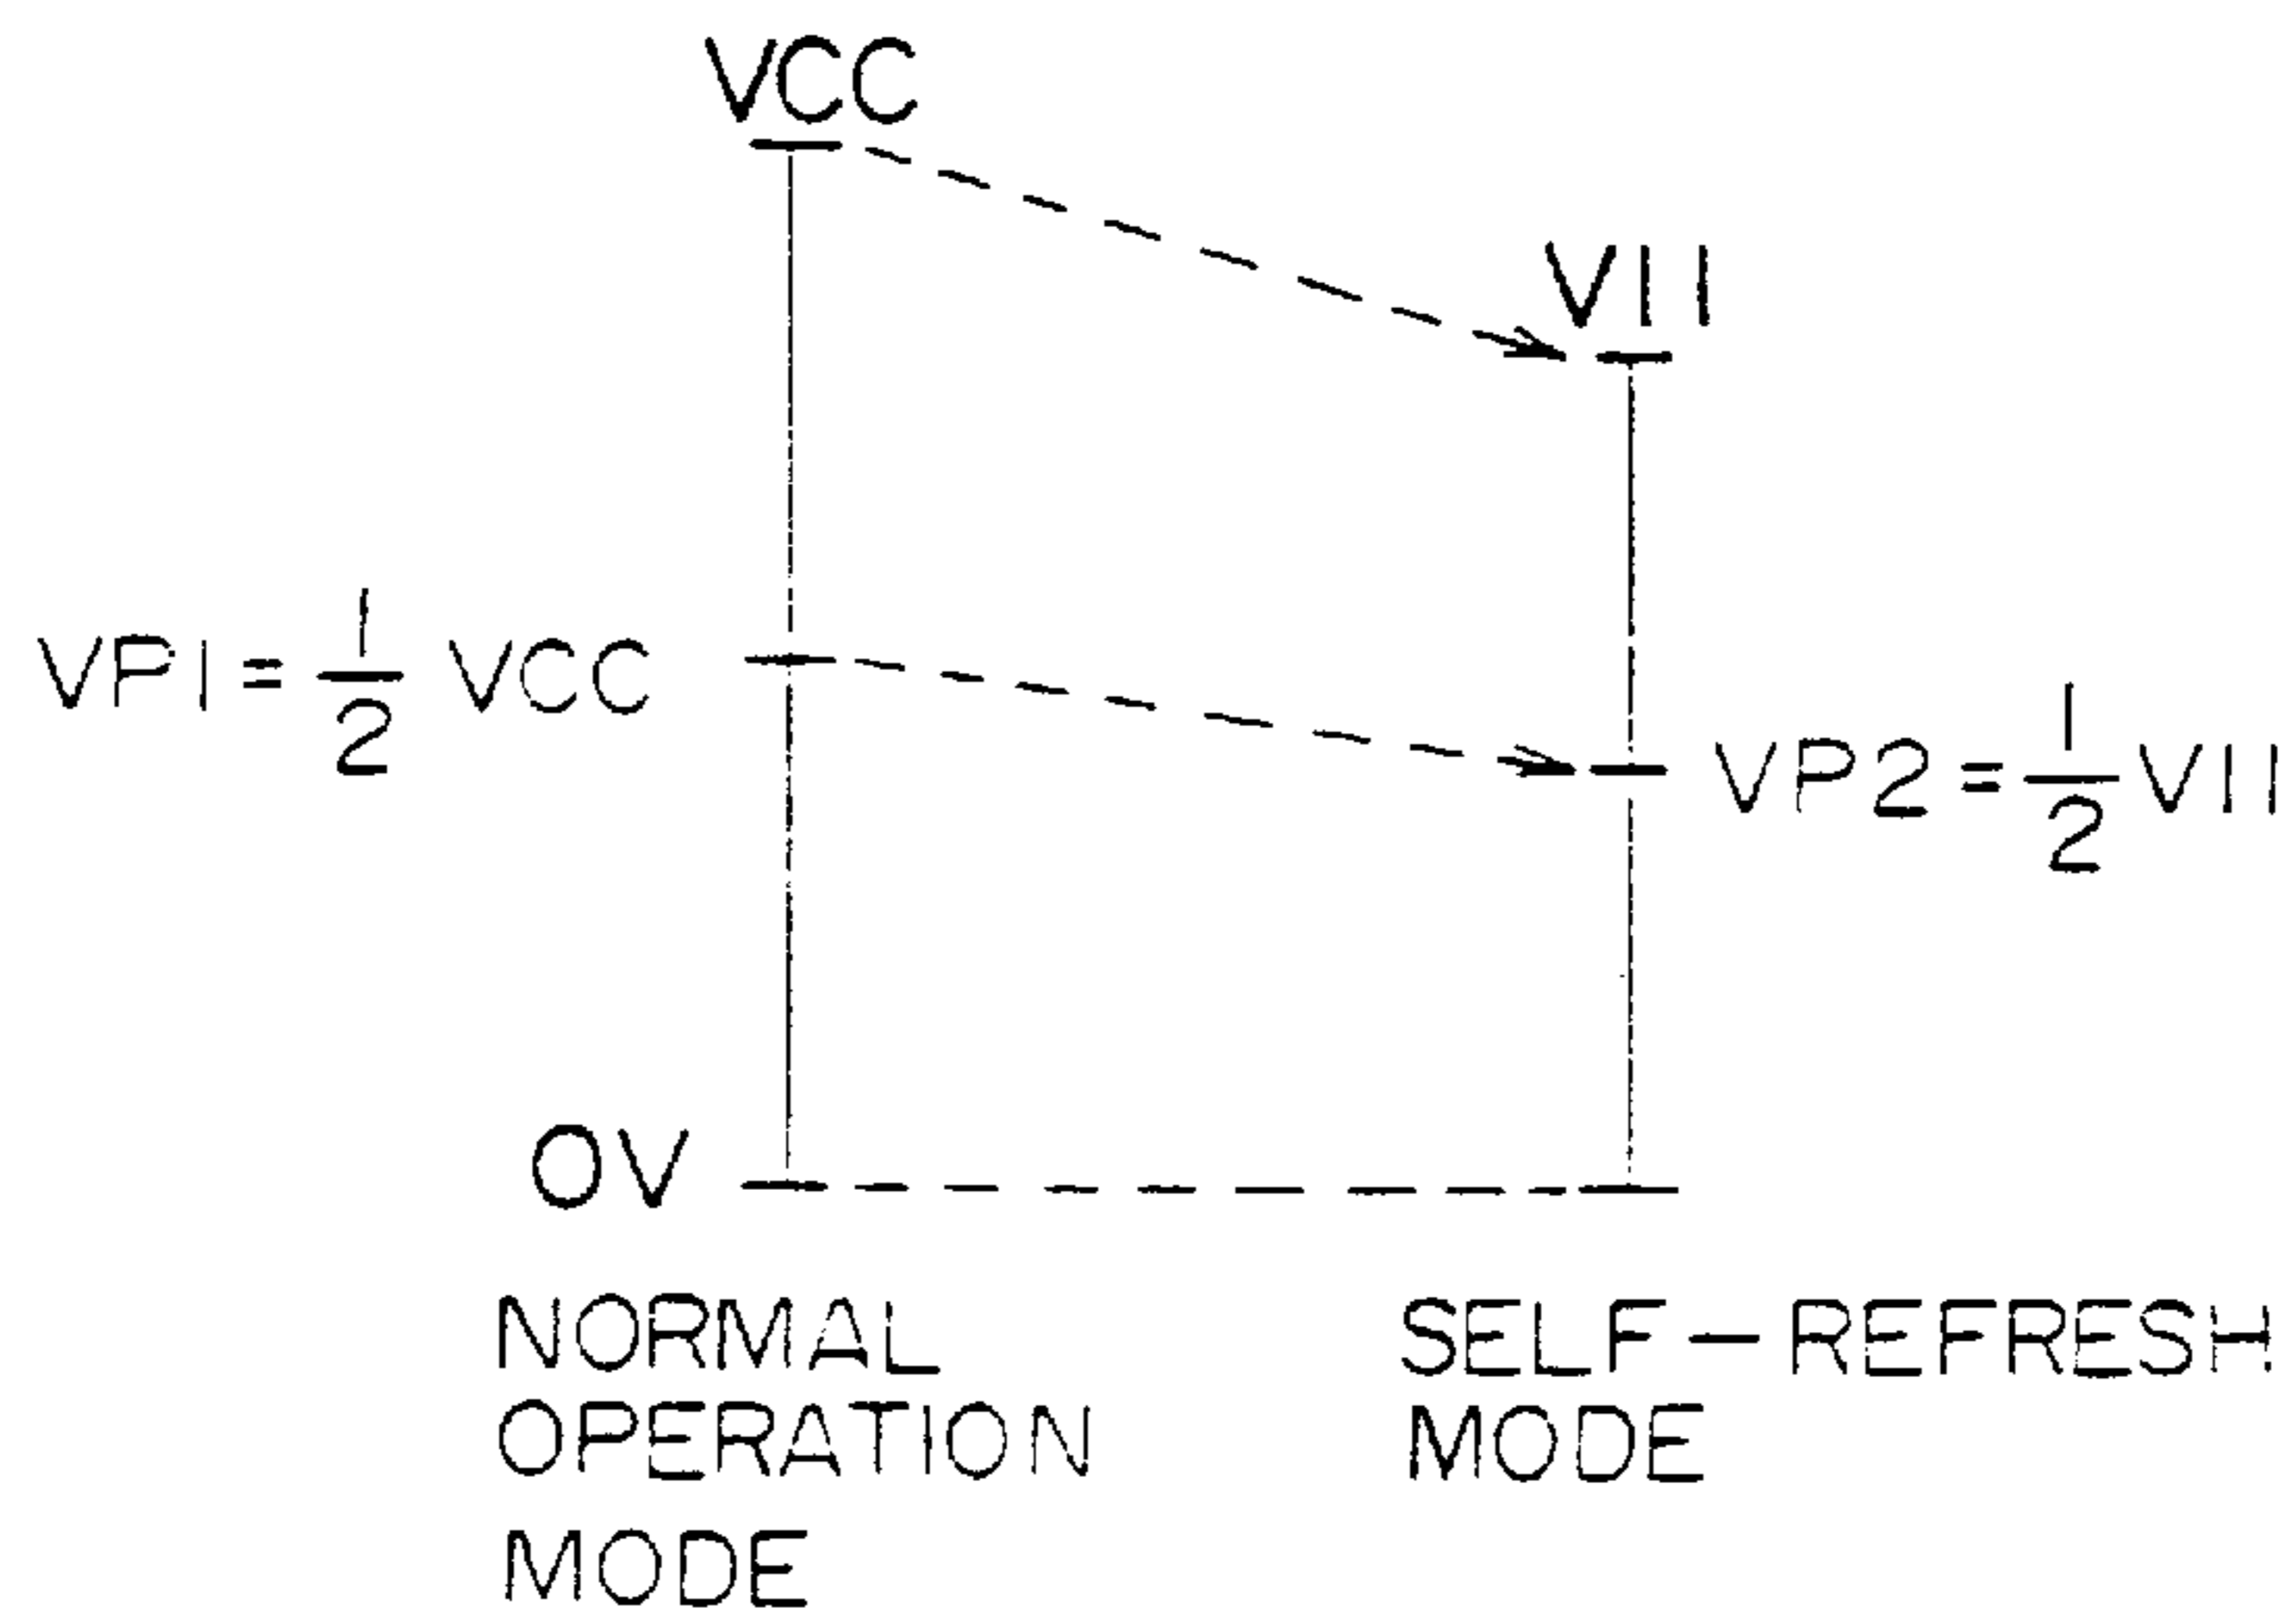 VCC
VII
VP1=1/2 VCC
VP2=1/2 VII
0V
NORMAL
OPERATION
MODE
SELF-REFRESH
MODE